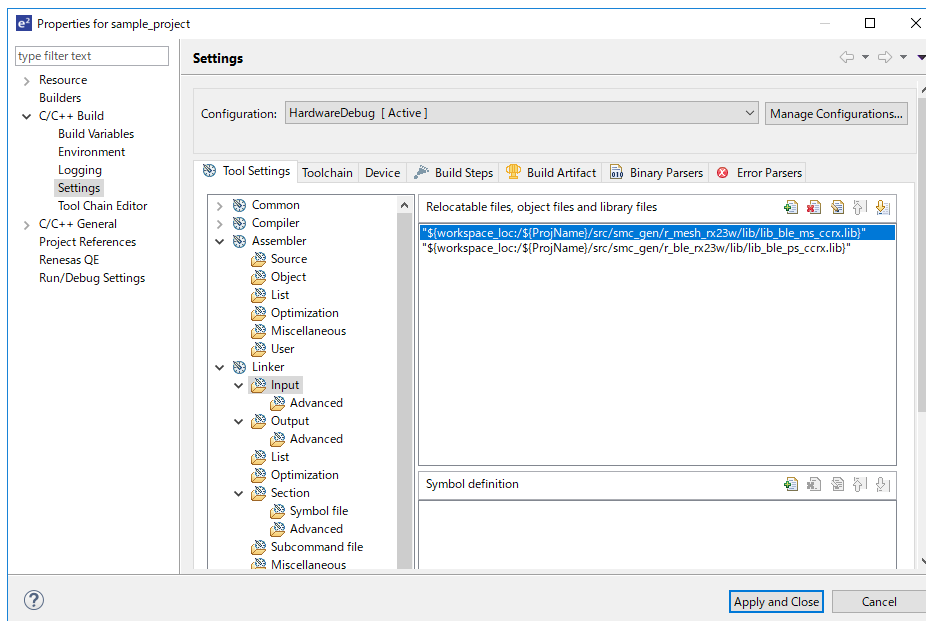 e² Properties for sample_project
type filter text
Resource
Builders
C/C++ Build
Build Variables
Environment
Logging
Settings
Tool Chain Editor
C/C++ General
Project References
Renesas QE
Run/Debug Settings
Settings
Configuration: HardwareDebug [ Active ] Manage Configurations...
Tool Settings Toolchain Device Build Steps Build Artifact Binary Parsers Error Parsers
Common
Compiler
Assembler
Source
Object
List
Optimization
Miscellaneous
User
Linker
Input
Advanced
Output
Advanced
List
Optimization
Section
Symbol file
Advanced
Subcommand file
Miscellaneous
Relocatable files, object files and library files
"${workspace_loc:/${ProjName}/src/smc_gen/r_mesh_rx23w/lib/lib_ble_ms_ccrx.lib}"
"${workspace_loc:/${ProjName}/src/smc_gen/r_ble_rx23w/lib/lib_ble_ps_ccrx.lib}"
Symbol definition
? Apply and Close Cancel